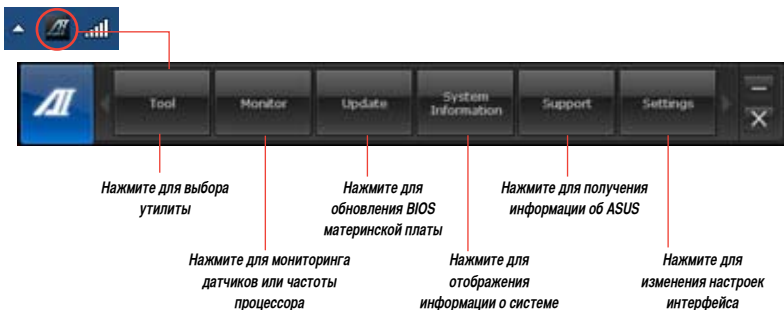 Tool
Monitor
Update
System
Information
Support
Settings
Нажмите для выбора
утилиты
Нажмите для
обновления BIOS
материнской платы
Нажмите для получения
информации об ASUS
Нажмите для мониторинга
датчиков или частоты
процессора
Нажмите для
отображения
информации о системе
Нажмите для
изменения настроек
интерфейса